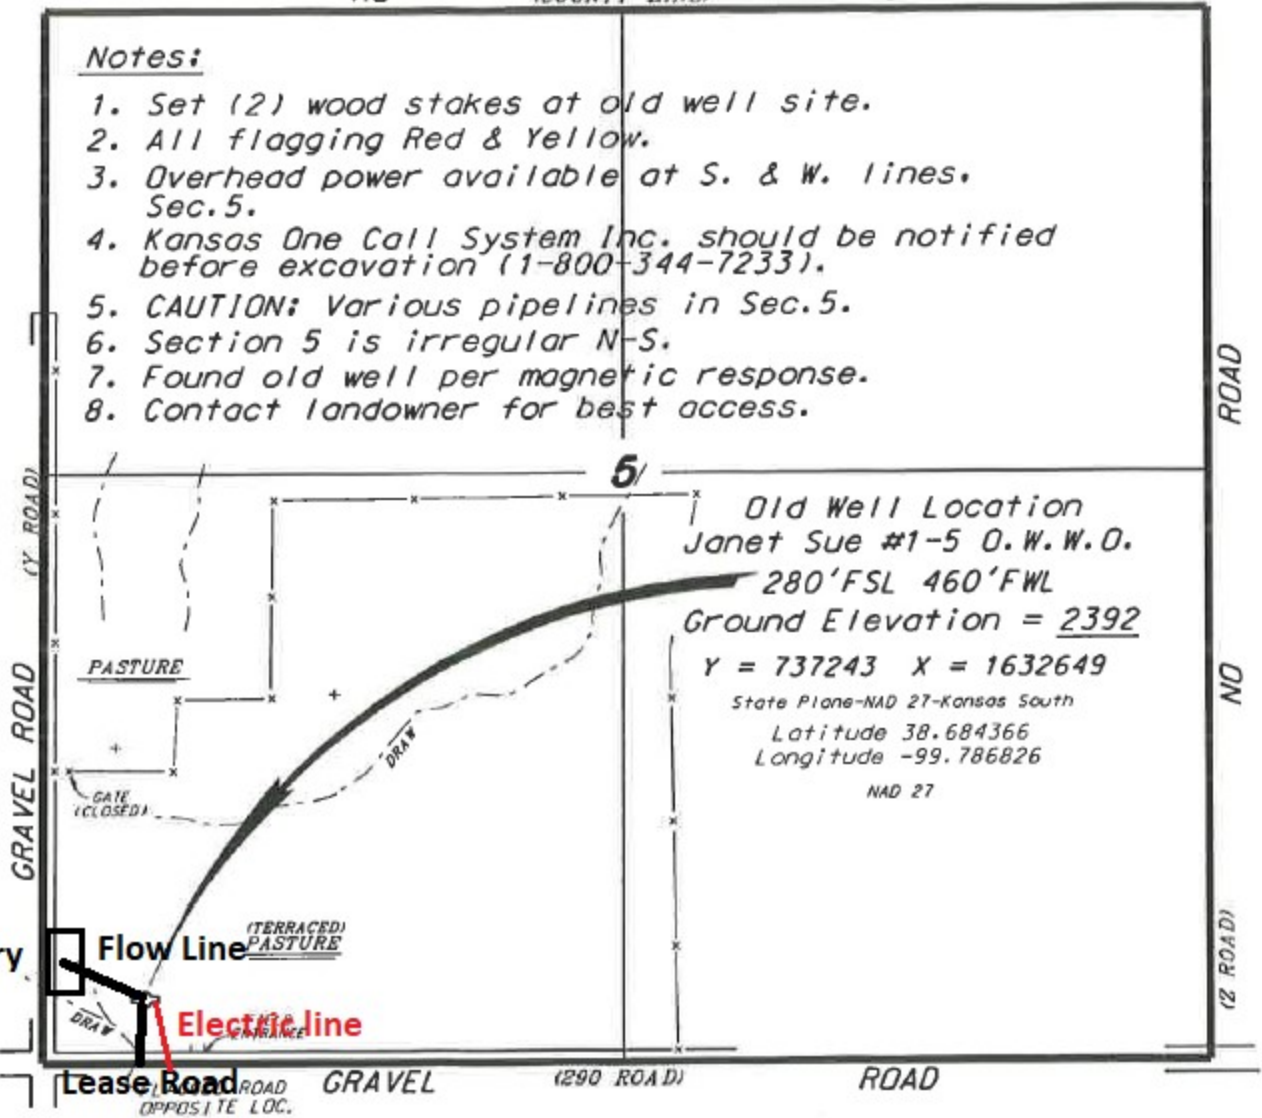 Notes:
1. Set (2) wood stakes at old well site.
2. All flagging Red & Yellow.
3. Overhead power available at S. & W. lines.
Sec.5.
4. Kansas One Call System Inc. should be notified
before excavation (1-800-344-7233).
5. CAUTION: Various pipelines in Sec.5.
6. Section 5 is irregular N-S.
7. Found old well per magnetic response.
8. Contact landowner for best access.
5
Old Well Location
Janet Sue #1-5 O.W.W.O.
280'FSL 460'FWL
Ground Elevation = 2392
Y = 737243 X = 1632649
State Plane-NAD 27-Kansas South
Latitude 38.684366
Longitude -99.786826
NAD 27
PASTURE
DRAW
GATE
(CLOSED)
(TERRACED)
PASTURE
Flow Line
ry
DRAW
Electric line
ENTRANCE
Lease Road
ROAD
OPPOSITE LOC.
GRAVEL (290 ROAD) ROAD
GRAVEL ROAD
(Y ROAD)
NO ROAD
(Z ROAD)